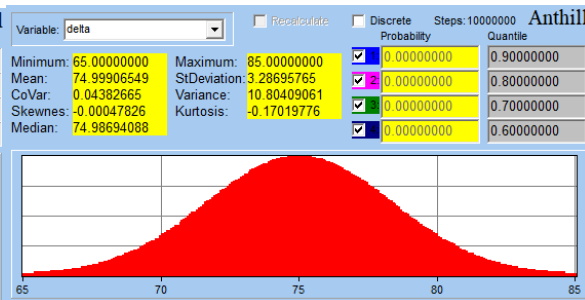 Variable: delta Recalculate Discrete Steps:10000000 Anthill
Probability Quantile
Minimum: 65.00000000 Maximum: 85.00000000 1 0.00000000 0.90000000
Mean: 74.99906549 StDeviation: 3.28695765 2 0.00000000 0.80000000
CoVar: 0.04382665 Variance: 10.80409061
Skewnes: -0.00047826 Kurtosis: -0.17019776 3 0.00000000 0.70000000
Median: 74.98694088 4 0.00000000 0.60000000
65 70 75 80 85